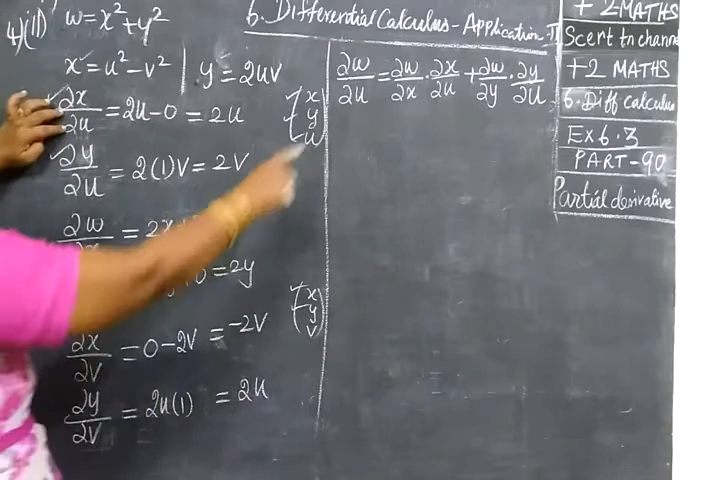 6. Differential Calculus - Application - II
4)(ii) w = x² + y²
x = u² - v² | y = 2uv
∂x/∂u = 2u - 0 = 2u
∂y/∂u = 2(1)v = 2v
∂w = 2x
0 = 2y
∂x/∂v = 0 - 2v = -2v
∂y/∂v = 2u(1) = 2u
x
y
u
x
y
v
∂w/∂u = ∂w/∂x · ∂x/∂u + ∂w/∂y · ∂y/∂u
+2 MATHS
Scert tn channe
+2 MATHS
6. Diff calculus
Ex 6.3
PART - 90
Partial derivative